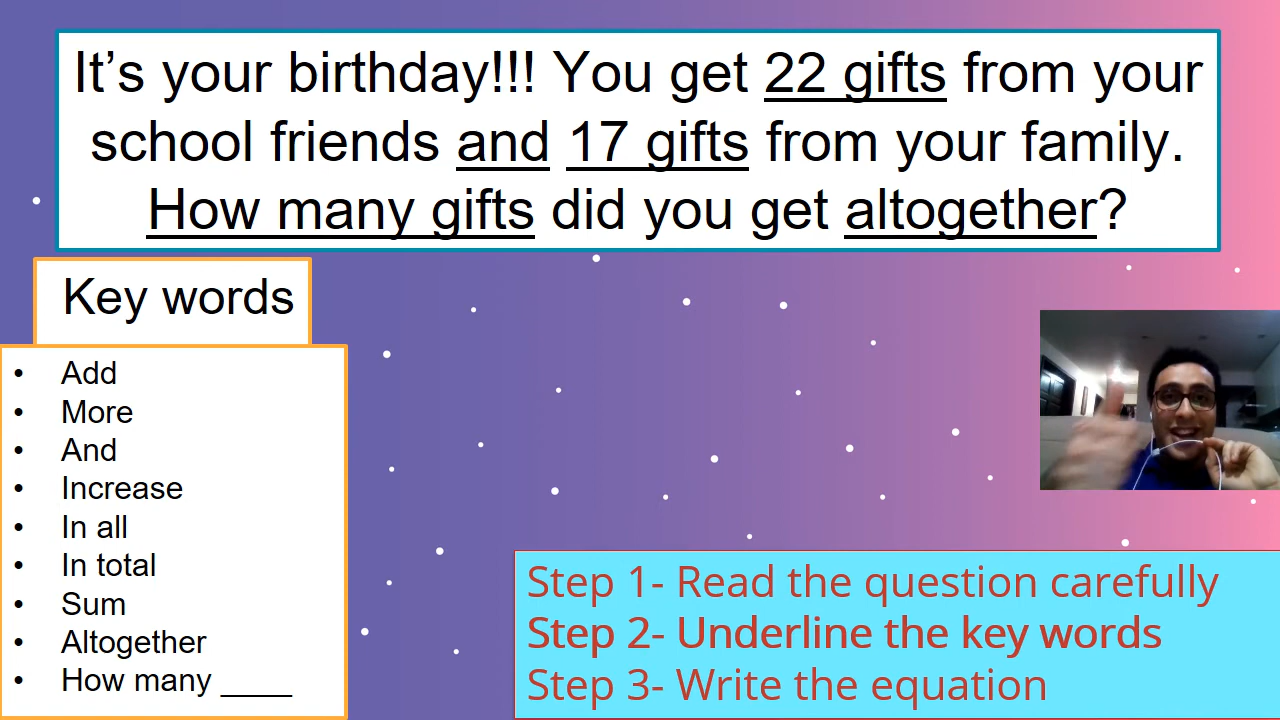 It’s your birthday!!! You get 22 gifts from your
school friends and 17 gifts from your family.
How many gifts did you get altogether?
Key words
• Add
• More
• And
• Increase
• In all
• In total
• Sum
• Altogether
• How many ____
Step 1- Read the question carefully
Step 2- Underline the key words
Step 3- Write the equation